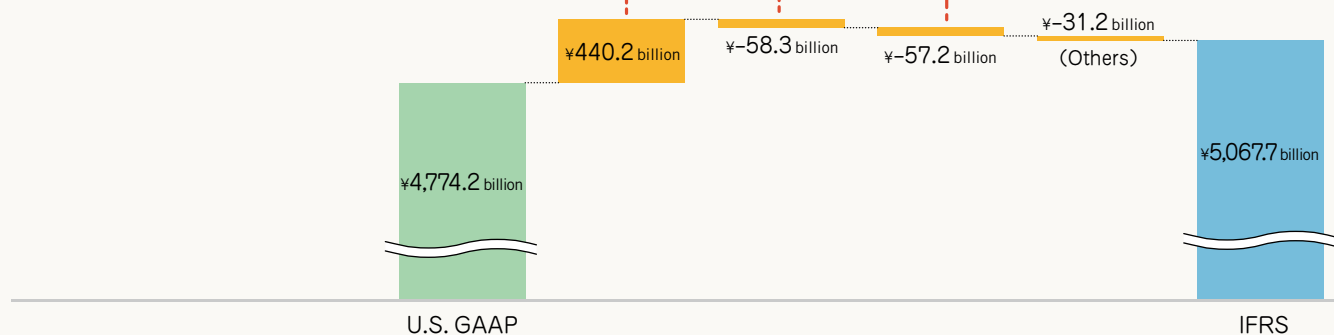 ¥-31.2 billion
¥440.2 billion
¥-58.3 billion
¥-57.2 billion
(Others)
¥5,067.7 billion
¥4,774.2 billion
U.S. GAAP
IFRS